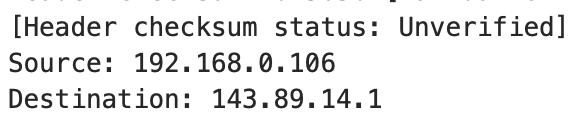 [Header checksum status: Unverified]
Source: 192.168.0.106
Destination: 143.89.14.1